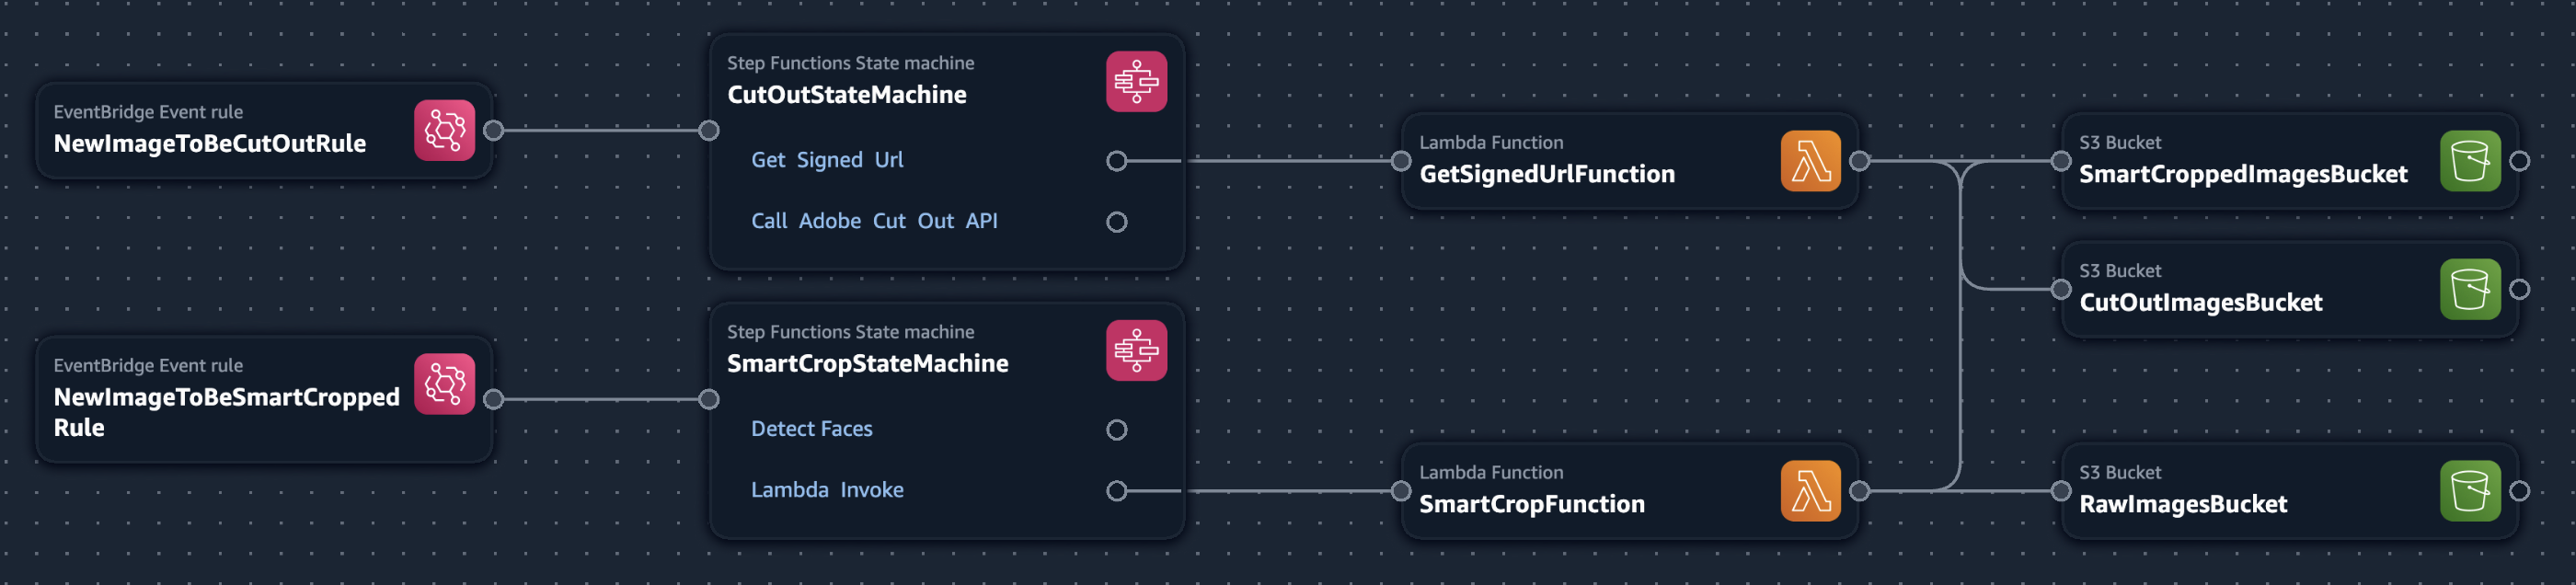 EventBridge Event rule
NewImageToBeCutOutRule
Step Functions State machine
CutOutStateMachine
Get Signed Url
Call Adobe Cut Out API
Lambda Function
GetSignedUrlFunction
S3 Bucket
SmartCroppedImagesBucket
S3 Bucket
CutOutImagesBucket
EventBridge Event rule
NewImageToBeSmartCropped
Rule
Step Functions State machine
SmartCropStateMachine
Detect Faces
Lambda Invoke
Lambda Function
SmartCropFunction
S3 Bucket
RawImagesBucket